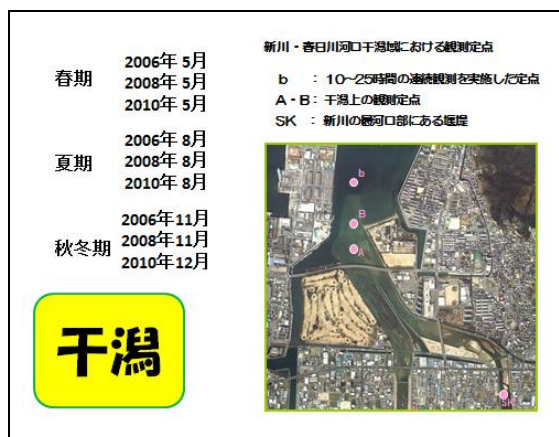 春期
2006年 5月
2008年 5月
2010年 5月
夏期
2006年 8月
2008年 8月
2010年 8月
秋冬期
2006年11月
2008年11月
2010年12月
干潟
新川・春日川河口干潟域における観測定点
b ： 10～25時間の連続観測を実施した定点
A・B： 干潟上の観測定点
SK ： 新川の最河口部にある堰堤
b
B
A
SK